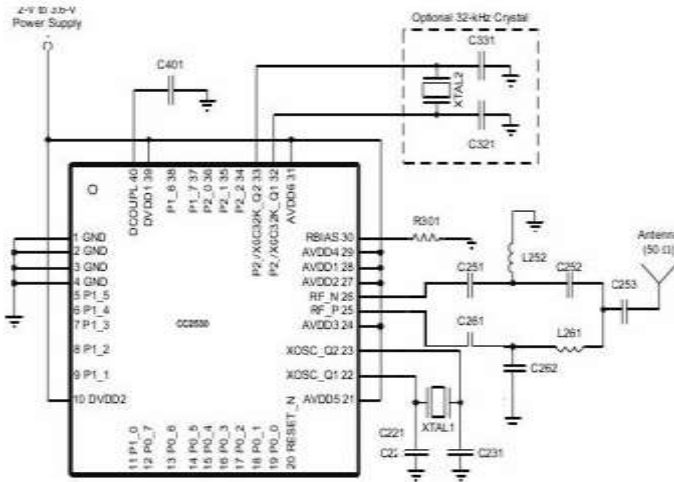 2-V to 3.6-V
Power Supply
Optional 32-kHz Crystal
C331
C401
XTAL2
C321
DCOUPL 40
DVDD1 39
P1_6 38
P1_7 37
P2_0 36
P2_1 35
P2_2 34
P2_/XOC32K_Q2 33
P2_/XOC32K_Q1 32
AVDD6 31
1 GND
2 GND
3 GND
4 GND
5 P1_5
6 P1_4
7 P1_3
8 P1_2
9 P1_1
10 DVDD2
CC2530
RBIAS 30
AVDD4 29
AVDD1 28
AVDD2 27
RF_N 26
RF_P 25
AVDD3 24
XOSC_Q2 23
XOSC_Q1 22
AVDD5 21
11 P1_0
12 P0_7
13 P0_6
14 P0_5
15 P0_4
16 P0_3
17 P0_2
18 P0_1
19 P0_0
20 RESET_N
R301
L252
Antenn
(50 Ω)
C251
C252
C253
C261
L261
C262
XTAL1
C221
C231